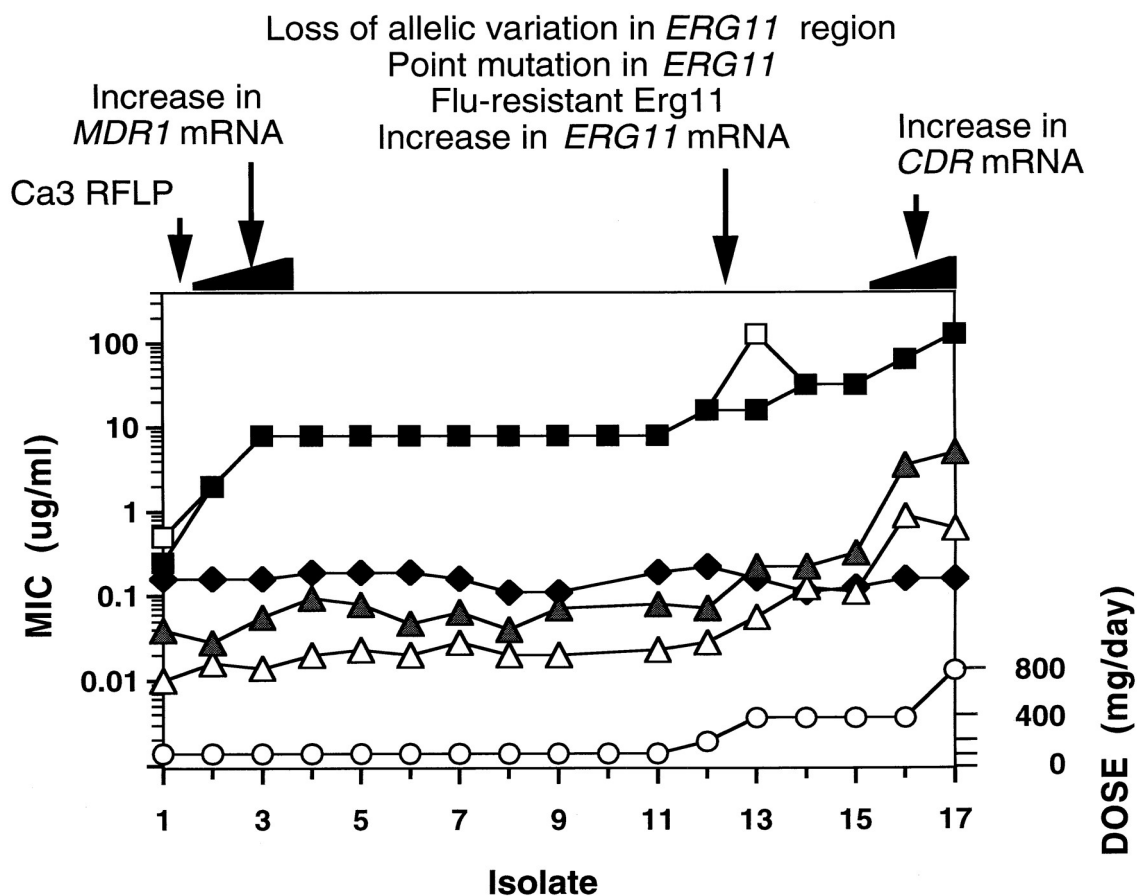 Loss of allelic variation in ERG11 region
Point mutation in ERG11
Flu-resistant Erg11
Increase in ERG11 mRNA
Increase in
MDR1 mRNA
Ca3 RFLP
Increase in
CDR mRNA
100
10
1
0.1
0.01
MIC (ug/ml)
800
400
0
DOSE (mg/day)
1 3 5 7 9 11 13 15 17
Isolate